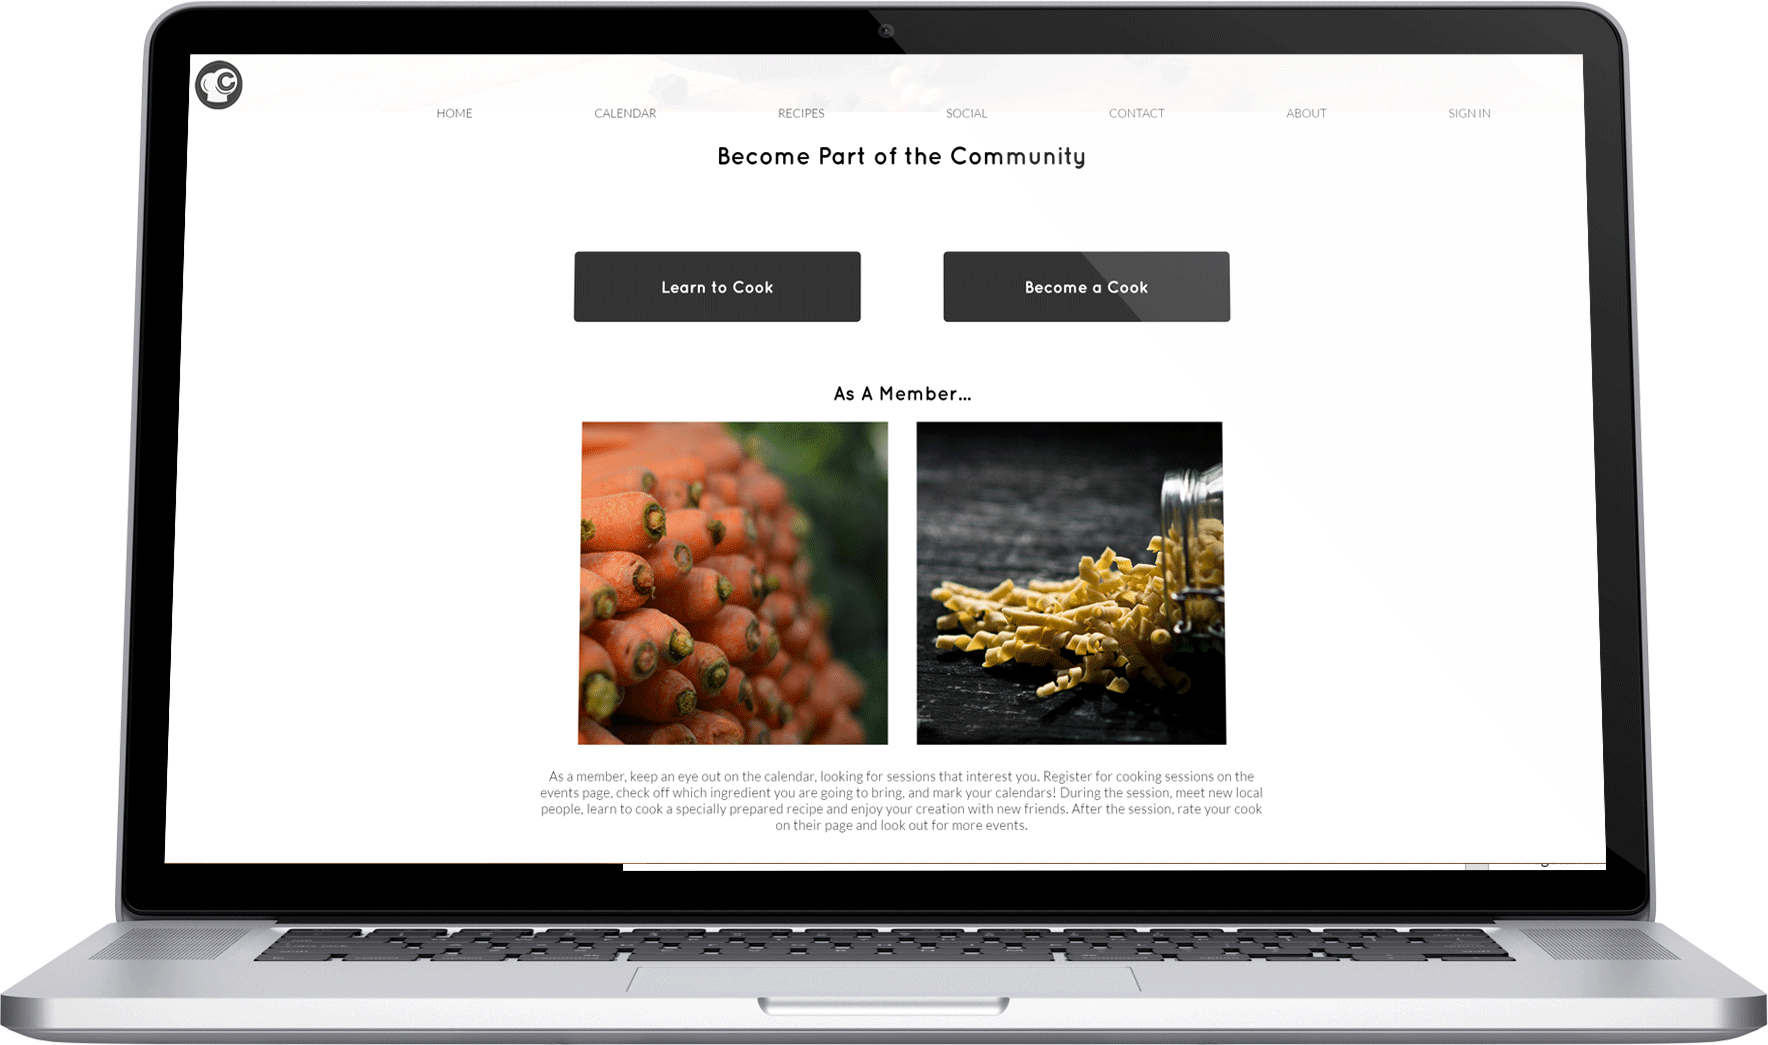 HOME CALENDAR RECIPES SOCIAL CONTACT ABOUT SIGN IN
Become Part of the Community
Learn to Cook
Become a Cook
As A Member...
As a member, keep an eye out on the calendar, looking for sessions that interest you. Register for cooking sessions on the
events page, check off which ingredient you are going to bring, and mark your calendars! During the session, meet new local
people, learn to cook a specially prepared recipe and enjoy your creation with new friends. After the session, rate your cook
on their page and look out for more events.